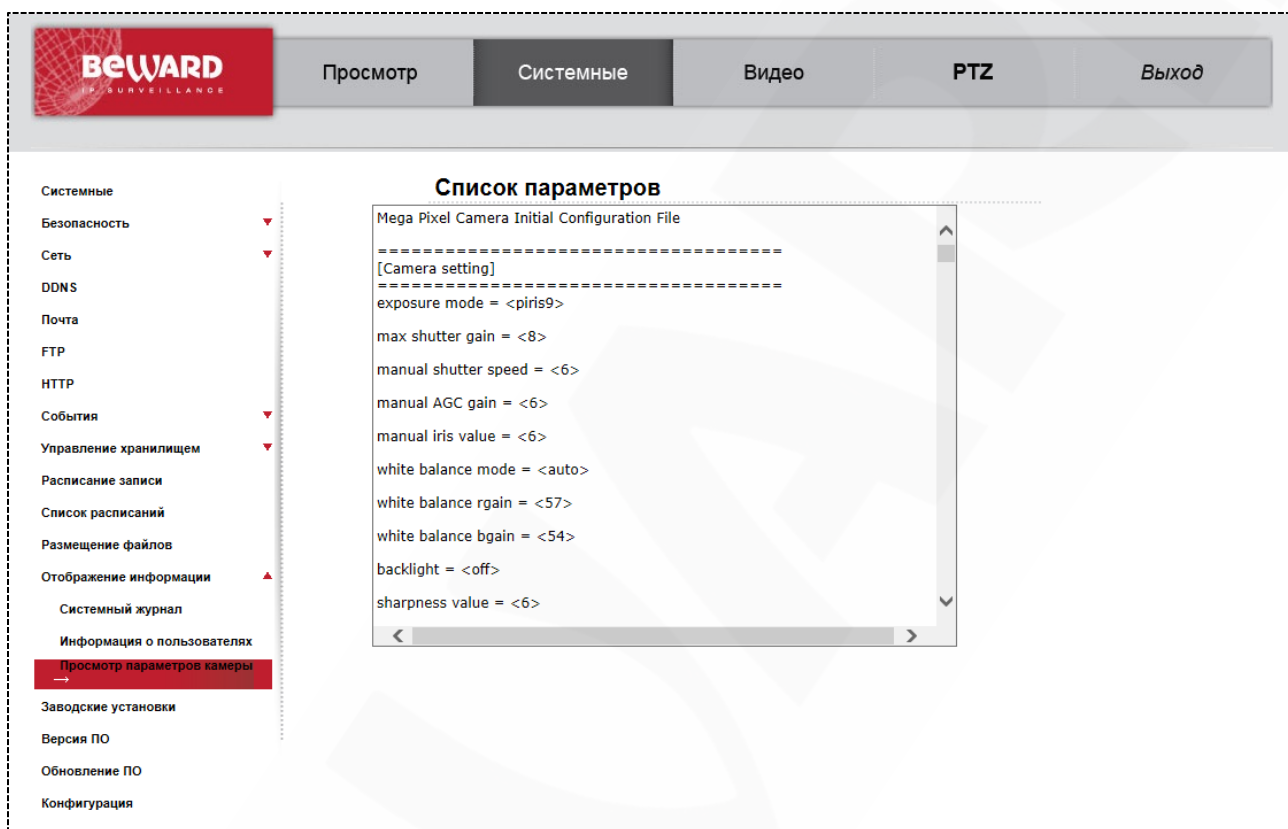 BEWARD
IP SURVEILLANCE
Просмотр
Системные
Видео
PTZ
Выход
Системные
Безопасность
Сеть
DDNS
Почта
FTP
HTTP
События
Управление хранилищем
Расписание записи
Список расписаний
Размещение файлов
Отображение информации
Системный журнал
Информация о пользователях
Просмотр параметров камеры
→
Заводские установки
Версия ПО
Обновление ПО
Конфигурация
Список параметров
Mega Pixel Camera Initial Configuration File
====================================
[Camera setting]
====================================
exposure mode = <piris9>
max shutter gain = <8>
manual shutter speed = <6>
manual AGC gain = <6>
manual iris value = <6>
white balance mode = <auto>
white balance rgain = <57>
white balance bgain = <54>
backlight = <off>
sharpness value = <6>